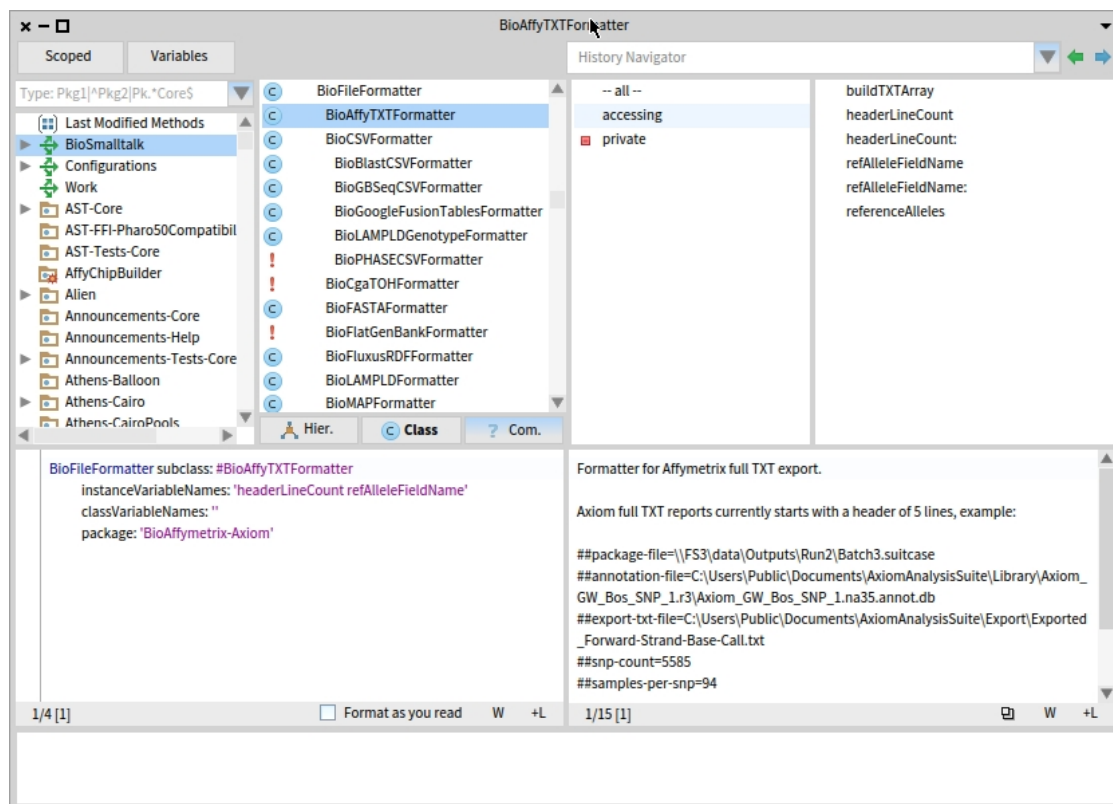 BioAffyTXTFormatter
Scoped
Variables
History Navigator
Type: Pkg1|^Pkg2|Pk.*Core$
Last Modified Methods
BioSmalltalk
Configurations
Work
AST-Core
AST-FFI-Pharo50Compatibil
AST-Tests-Core
AffyChipBuilder
Alien
Announcements-Core
Announcements-Help
Announcements-Tests-Core
Athens-Balloon
Athens-Cairo
Athens-CairoPools
BioFileFormatter
BioAffyTXTFormatter
BioCSVFormatter
BioBlastCSVFormatter
BioGBSeqCSVFormatter
BioGoogleFusionTablesFormatter
BioLAMPLDGenotypeFormatter
BioPHASECSVFormatter
BioCgaTOHFormatter
BioFASTAFormatter
BioFlatGenBankFormatter
BioFluxusRDFFormatter
BioLAMPLDFormatter
BioMAPFormatter
Hier.
Class
? Com.
-- all --
accessing
private
buildTXTArray
headerLineCount
headerLineCount:
refAlleleFieldName
refAlleleFieldName:
referenceAlleles
BioFileFormatter subclass: #BioAffyTXTFormatter
instanceVariableNames: 'headerLineCount refAlleleFieldName'
classVariableNames: ''
package: 'BioAffymetrix-Axiom'
1/4 [1]
Format as you read
W
+L
Formatter for Affymetrix full TXT export.
Axiom full TXT reports currently starts with a header of 5 lines, example:
##package-file=\\FS3\data\Outputs\Run2\Batch3.suitcase
##annotation-file=C:\Users\Public\Documents\AxiomAnalysisSuite\Library\Axiom_
GW_Bos_SNP_1.r3\Axiom_GW_Bos_SNP_1.na35.annot.db
##export-txt-file=C:\Users\Public\Documents\AxiomAnalysisSuite\Export\Exported
_Forward-Strand-Base-Call.txt
##snp-count=5585
##samples-per-snp=94
1/15 [1]
W
+L